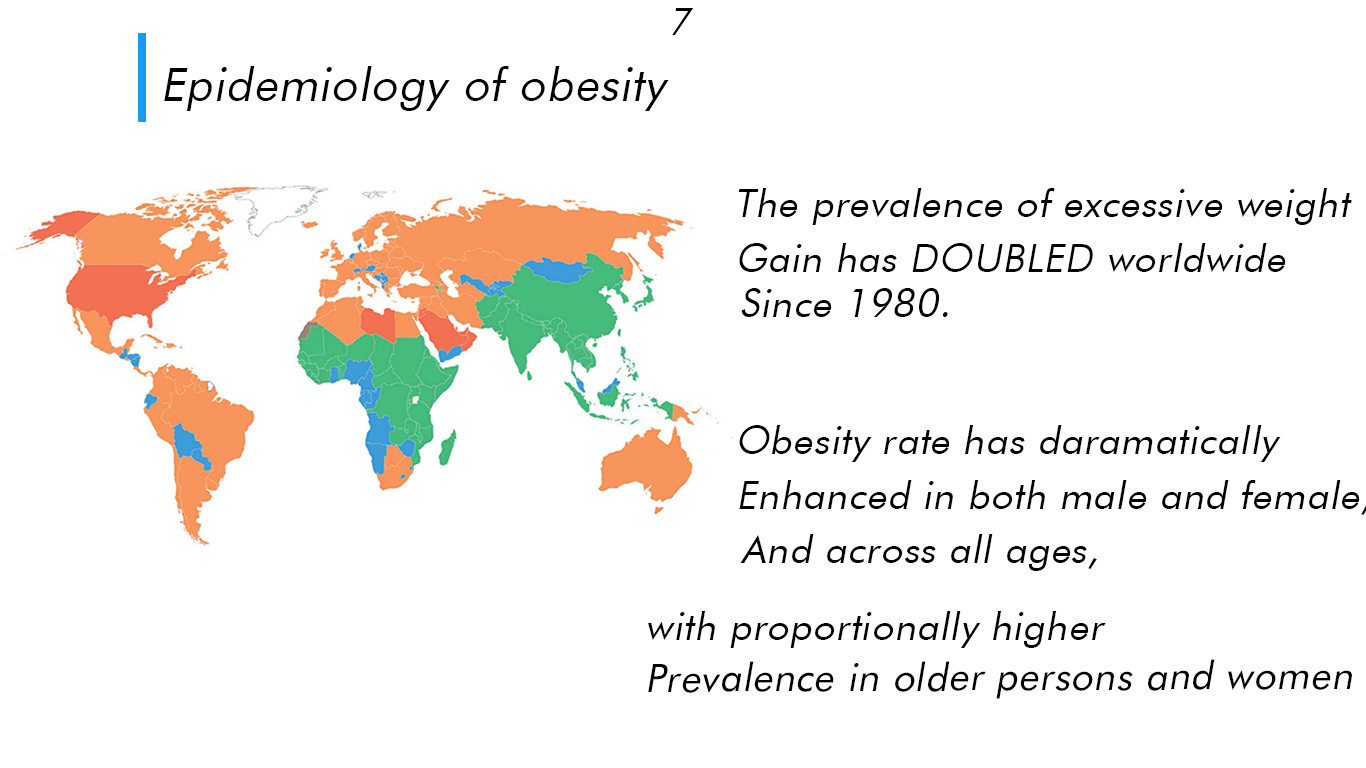 7
Epidemiology of obesity
The prevalence of excessive weight
Gain has DOUBLED worldwide
Since 1980.
Obesity rate has daramatically
Enhanced in both male and female,
And across all ages,
with proportionally higher
Prevalence in older persons and women